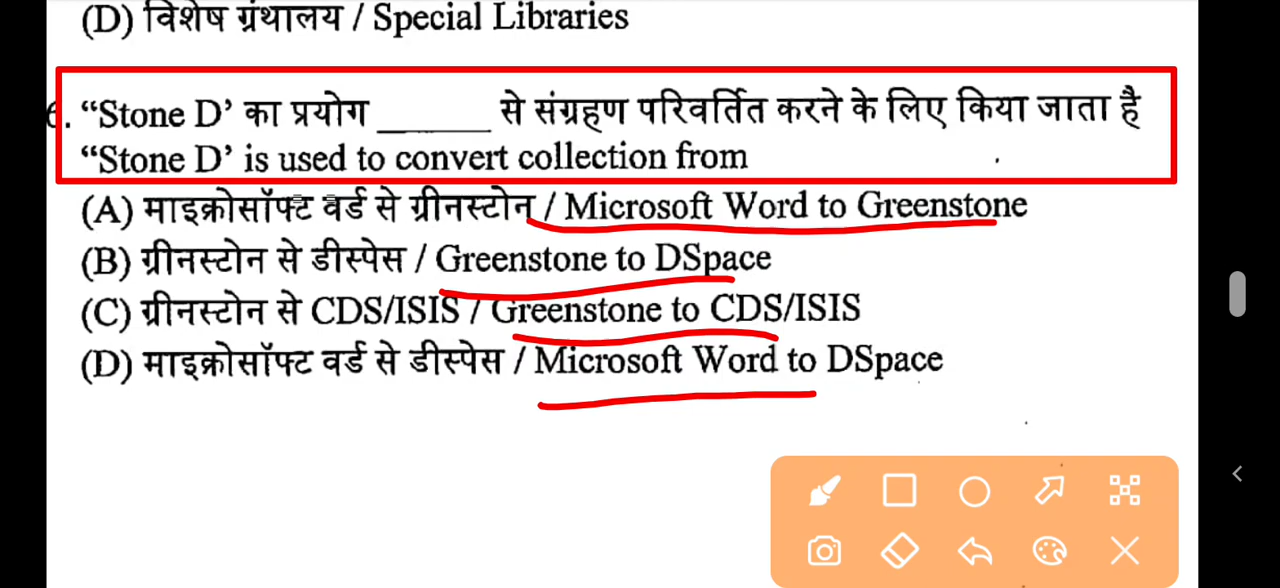 (D) विशेष ग्रंथालय / Special Libraries
6. “Stone D’ का प्रयोग ______ से संग्रहण परिवर्तित करने के लिए किया जाता है
“Stone D’ is used to convert collection from
(A) माइक्रोसॉफ्ट वर्ड से ग्रीनस्टोन / Microsoft Word to Greenstone
(B) ग्रीनस्टोन से डीस्पेस / Greenstone to DSpace
(C) ग्रीनस्टोन से CDS/ISIS / Greenstone to CDS/ISIS
(D) माइक्रोसॉफ्ट वर्ड से डीस्पेस / Microsoft Word to DSpace